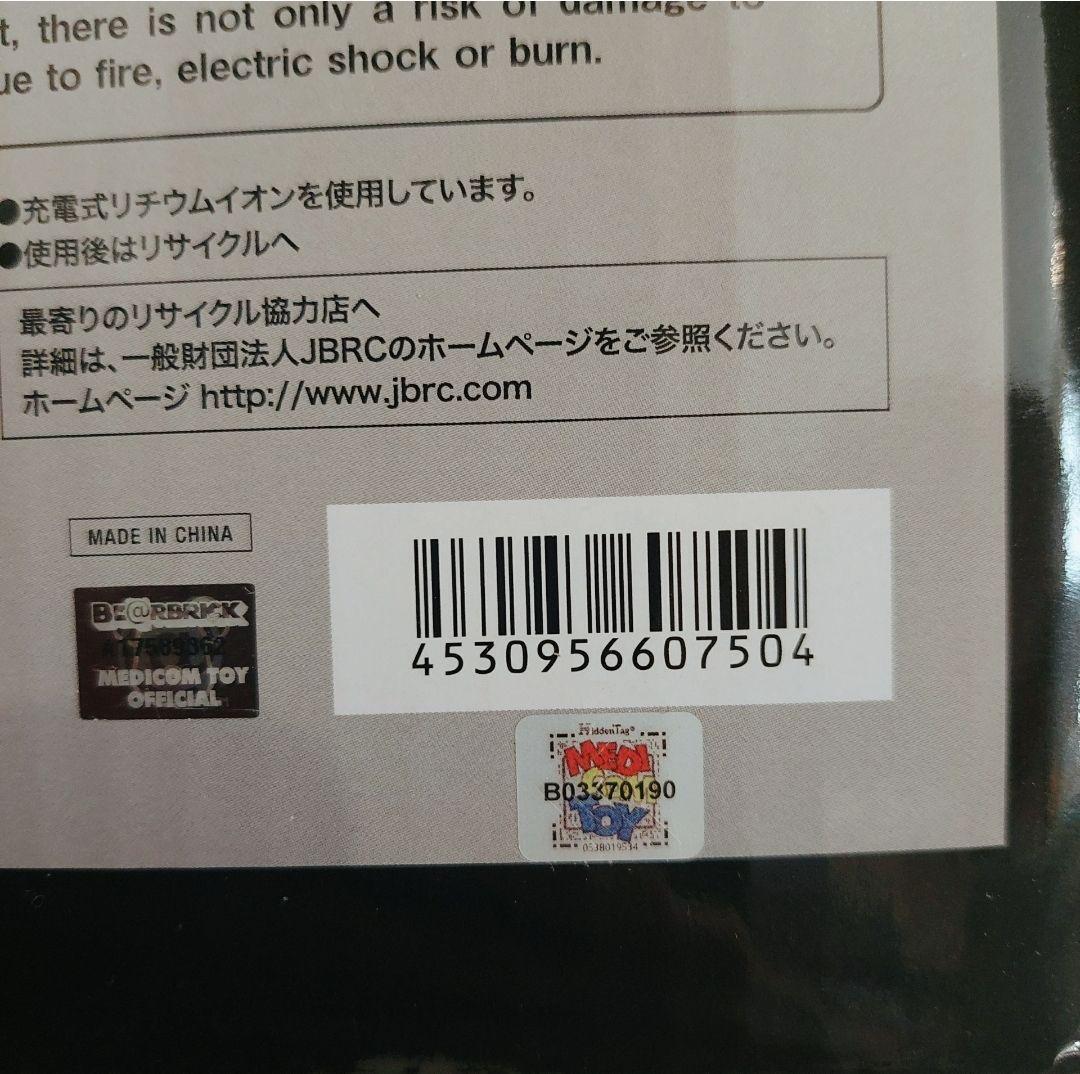 t, there is not only a risk of damage to
ue to fire, electric shock or burn.
●充電式リチウムイオンを使用しています。
●使用後はリサイクルへ
最寄りのリサイクル協力店へ
詳細は、一般財団法人JBRCのホームページをご参照ください。
ホームページ http://www.jbrc.com
MADE IN CHINA
BE@RBRICK
A17589362
MEDICOM TOY
OFFICIAL
4530956607504
HiddenTag®
MEDI
COM
B03370190
TOY
0538019534